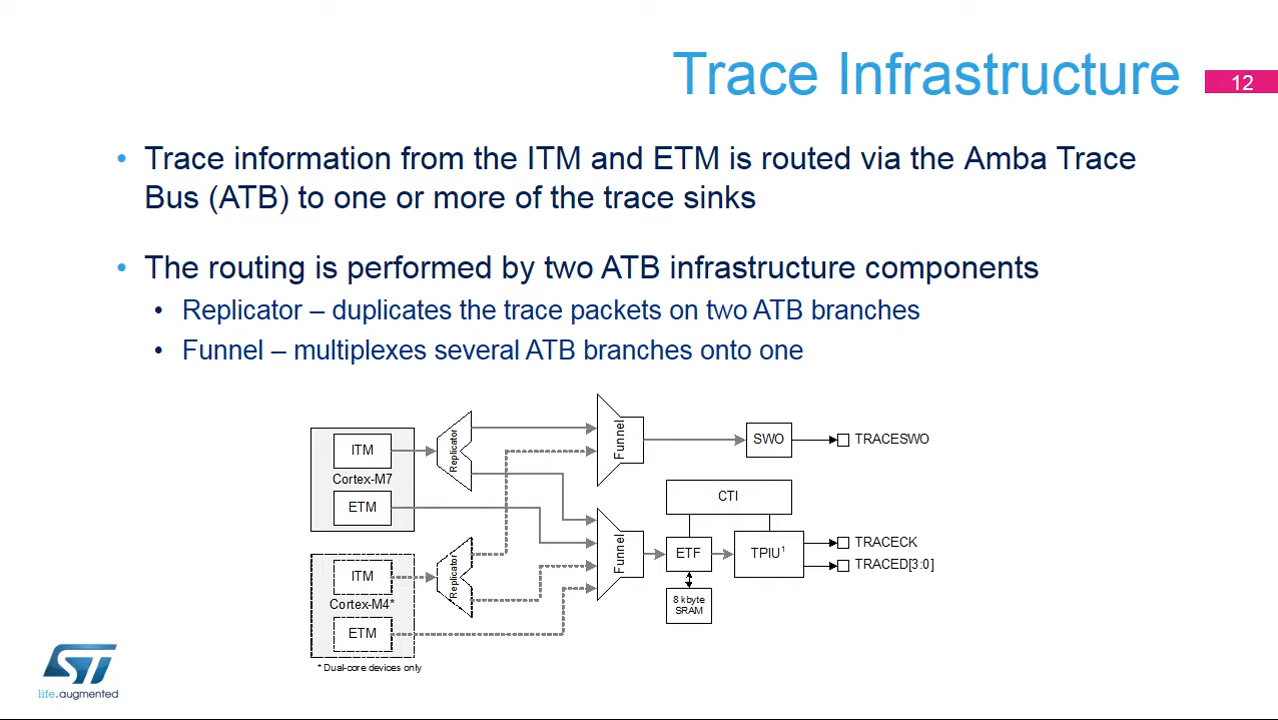 Trace Infrastructure
12
• Trace information from the ITM and ETM is routed via the Amba Trace
Bus (ATB) to one or more of the trace sinks
• The routing is performed by two ATB infrastructure components
• Replicator – duplicates the trace packets on two ATB branches
• Funnel – multiplexes several ATB branches onto one
ITM
Cortex-M7
ETM
Replicator
Funnel
SWO
TRACESWO
CTI
ITM
Cortex-M4*
ETM
Replicator
Funnel
ETF
TPIU¹
TRACECK
TRACED[3:0]
8 kbyte
SRAM
* Dual-core devices only
ST
life.augmented